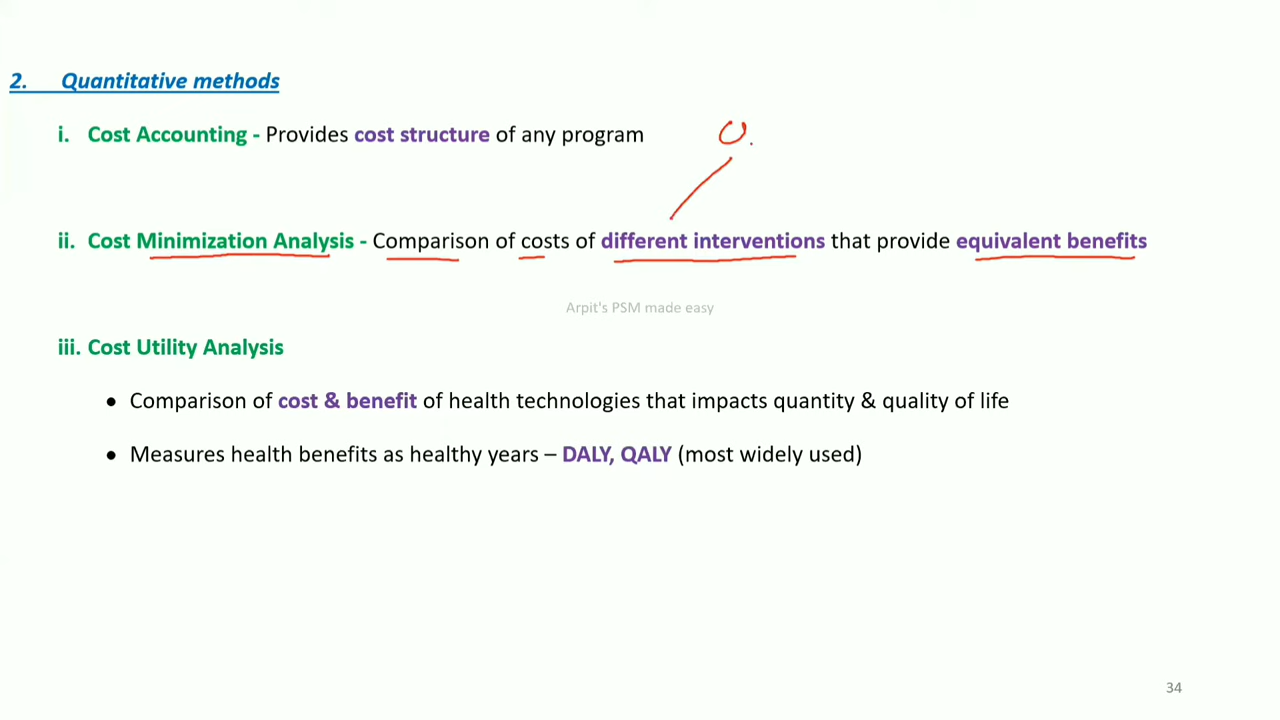 2. Quantitative methods
i. Cost Accounting - Provides cost structure of any program
ii. Cost Minimization Analysis - Comparison of costs of different interventions that provide equivalent benefits
Arpit's PSM made easy
iii. Cost Utility Analysis
• Comparison of cost & benefit of health technologies that impacts quantity & quality of life
• Measures health benefits as healthy years – DALY, QALY (most widely used)
34